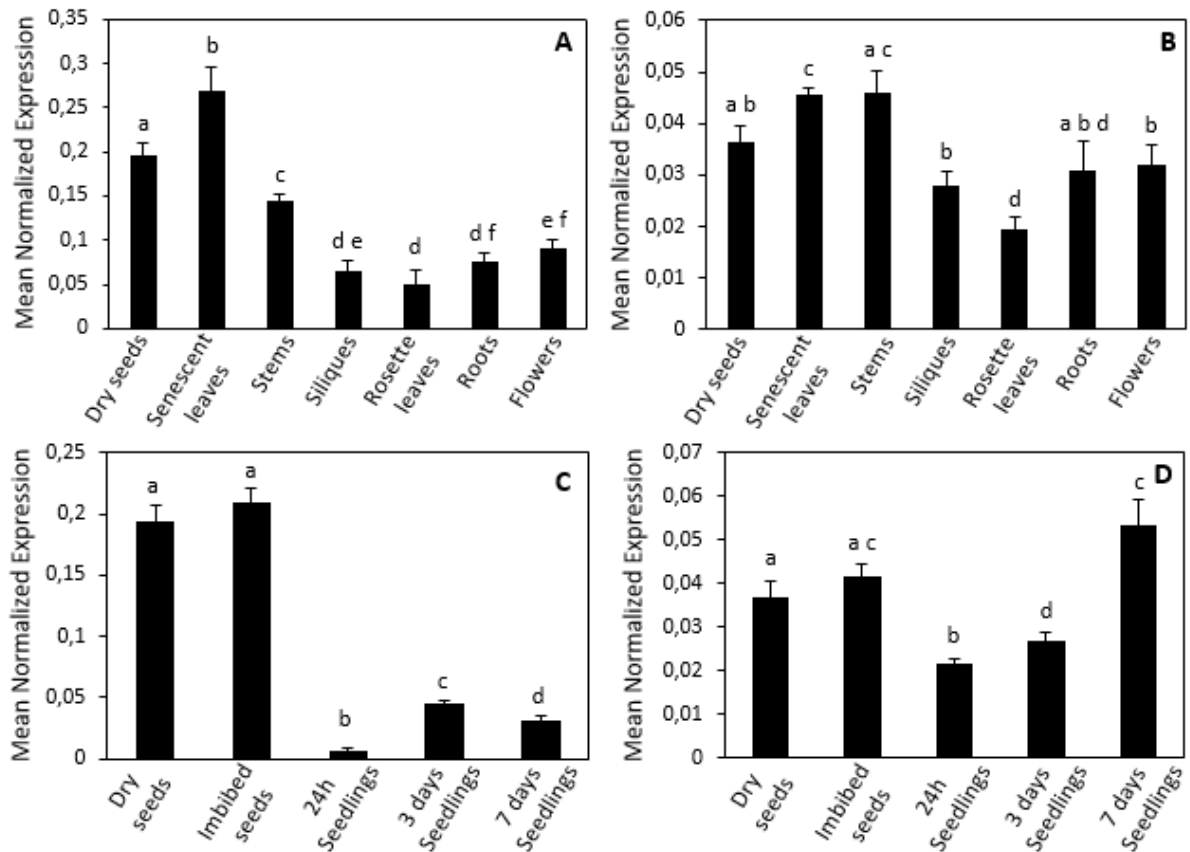 A
Mean Normalized Expression
0,35
0,3
0,25
0,2
0,15
0,1
0,05
0
a
b
c
d e
d
d f
e f
Dry seeds
Senescent
leaves
Stems
Siliques
Rosette
leaves
Roots
Flowers
B
Mean Normalized Expression
0,06
0,05
0,04
0,03
0,02
0,01
0
a b
c
a c
b
d
a b d
b
Dry seeds
Senescent
leaves
Stems
Siliques
Rosette
leaves
Roots
Flowers
C
Mean Normalized Expression
0,25
0,2
0,15
0,1
0,05
0
a
a
b
c
d
Dry
seeds
Imbibed
seeds
24h
Seedlings
3 days
Seedlings
7 days
Seedlings
D
Mean Normalized Expression
0,07
0,06
0,05
0,04
0,03
0,02
0,01
0
a
a c
b
d
c
Dry
seeds
Imbibed
seeds
24h
Seedlings
3 days
Seedlings
7 days
Seedlings